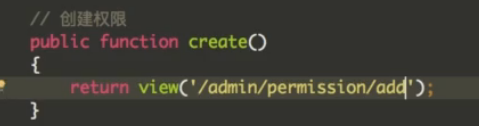 // 创建权限
public function create()
{
return view('/admin/permission/add');
}